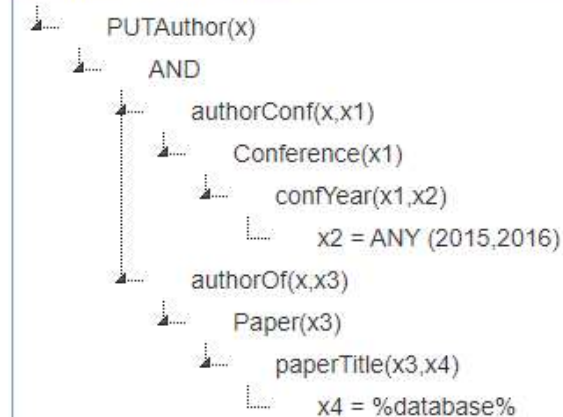 PUTAuthor(x)
AND
authorConf(x,x1)
Conference(x1)
confYear(x1,x2)
x2 = ANY (2015,2016)
authorOf(x,x3)
Paper(x3)
paperTitle(x3,x4)
x4 = %database%